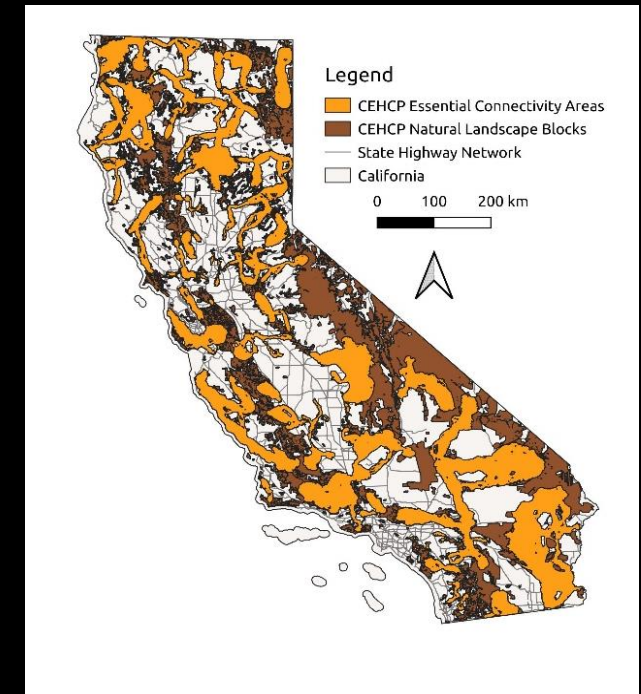 Legend
CEHCP Essential Connectivity Areas
CEHCP Natural Landscape Blocks
State Highway Network
California
0 100 200 km